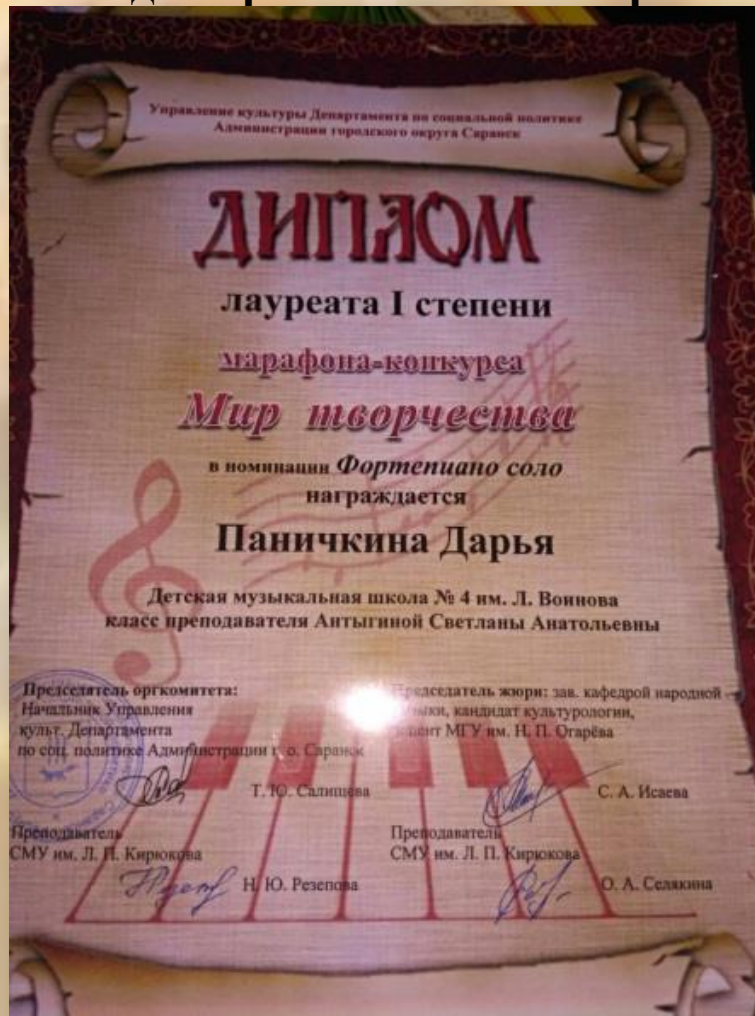 Управление культуры Департамента по социальной политике
Администрации городского округа Саранск
ДИПЛОМ
лауреата I степени
марафона-конкурса
Мир творчества
в номинации Фортепиано соло
награждается
Паничкина Дарья
Детская музыкальная школа № 4 им. Л. Воинова
класс преподавателя Антыгиной Светланы Анатольевны
Председатель оргкомитета:
Начальник Управления
культ. Департамента
по соц. политике Администрации г. о. Саранск
Т. Ю. Салищева
Председатель жюри: зав. кафедрой народной
музыки, кандидат культурологии,
доцент МГУ им. Н. П. Огарёва
С. А. Исаева
Преподаватель
СМУ им. Л. П. Кирюкова
Н. Ю. Резепова
Преподаватель
СМУ им. Л. П. Кирюкова
О. А. Селякина